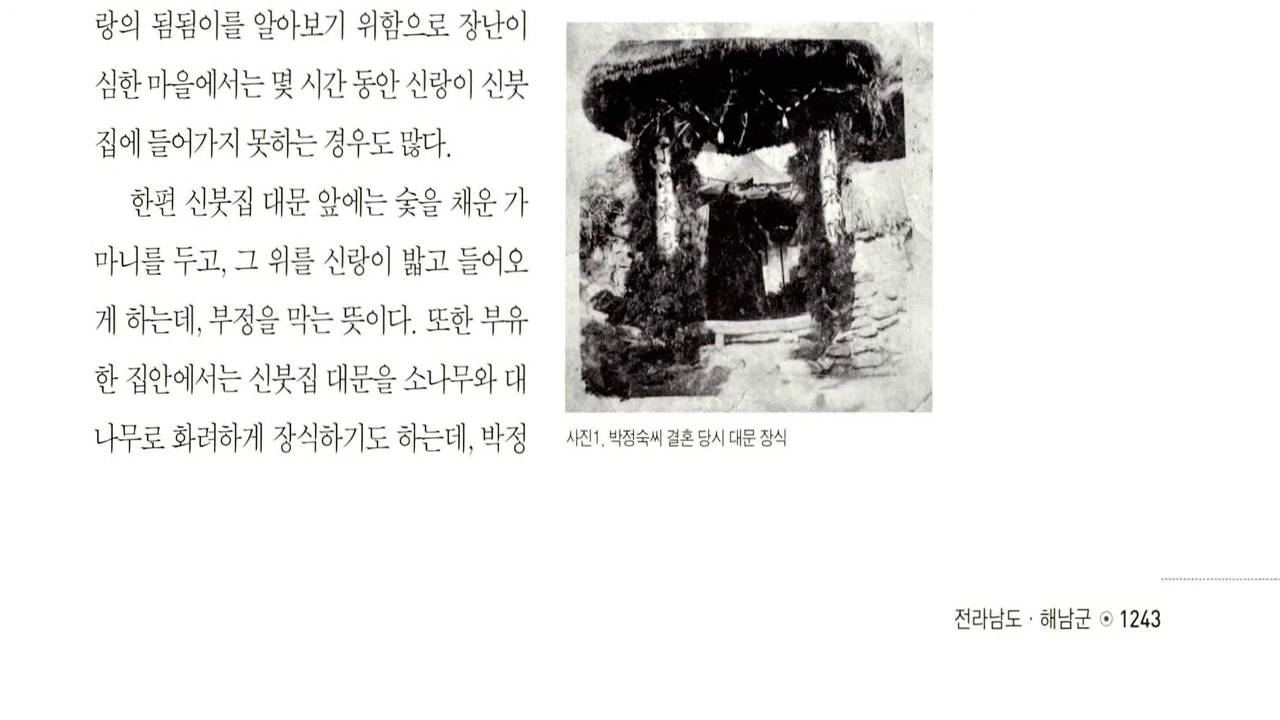 랑의 됨됨이를 알아보기 위함으로 장난이
심한 마을에서는 몇 시간 동안 신랑이 신붓
집에 들어가지 못하는 경우도 많다.
한편 신붓집 대문 앞에는 숯을 채운 가
마니를 두고, 그 위를 신랑이 밟고 들어오
게 하는데, 부정을 막는 뜻이다. 또한 부유
한 집안에서는 신붓집 대문을 소나무와 대
나무로 화려하게 장식하기도 하는데, 박정
사진1. 박정숙씨 결혼 당시 대문 장식
전라남도 · 해남군 ⊙ 1243